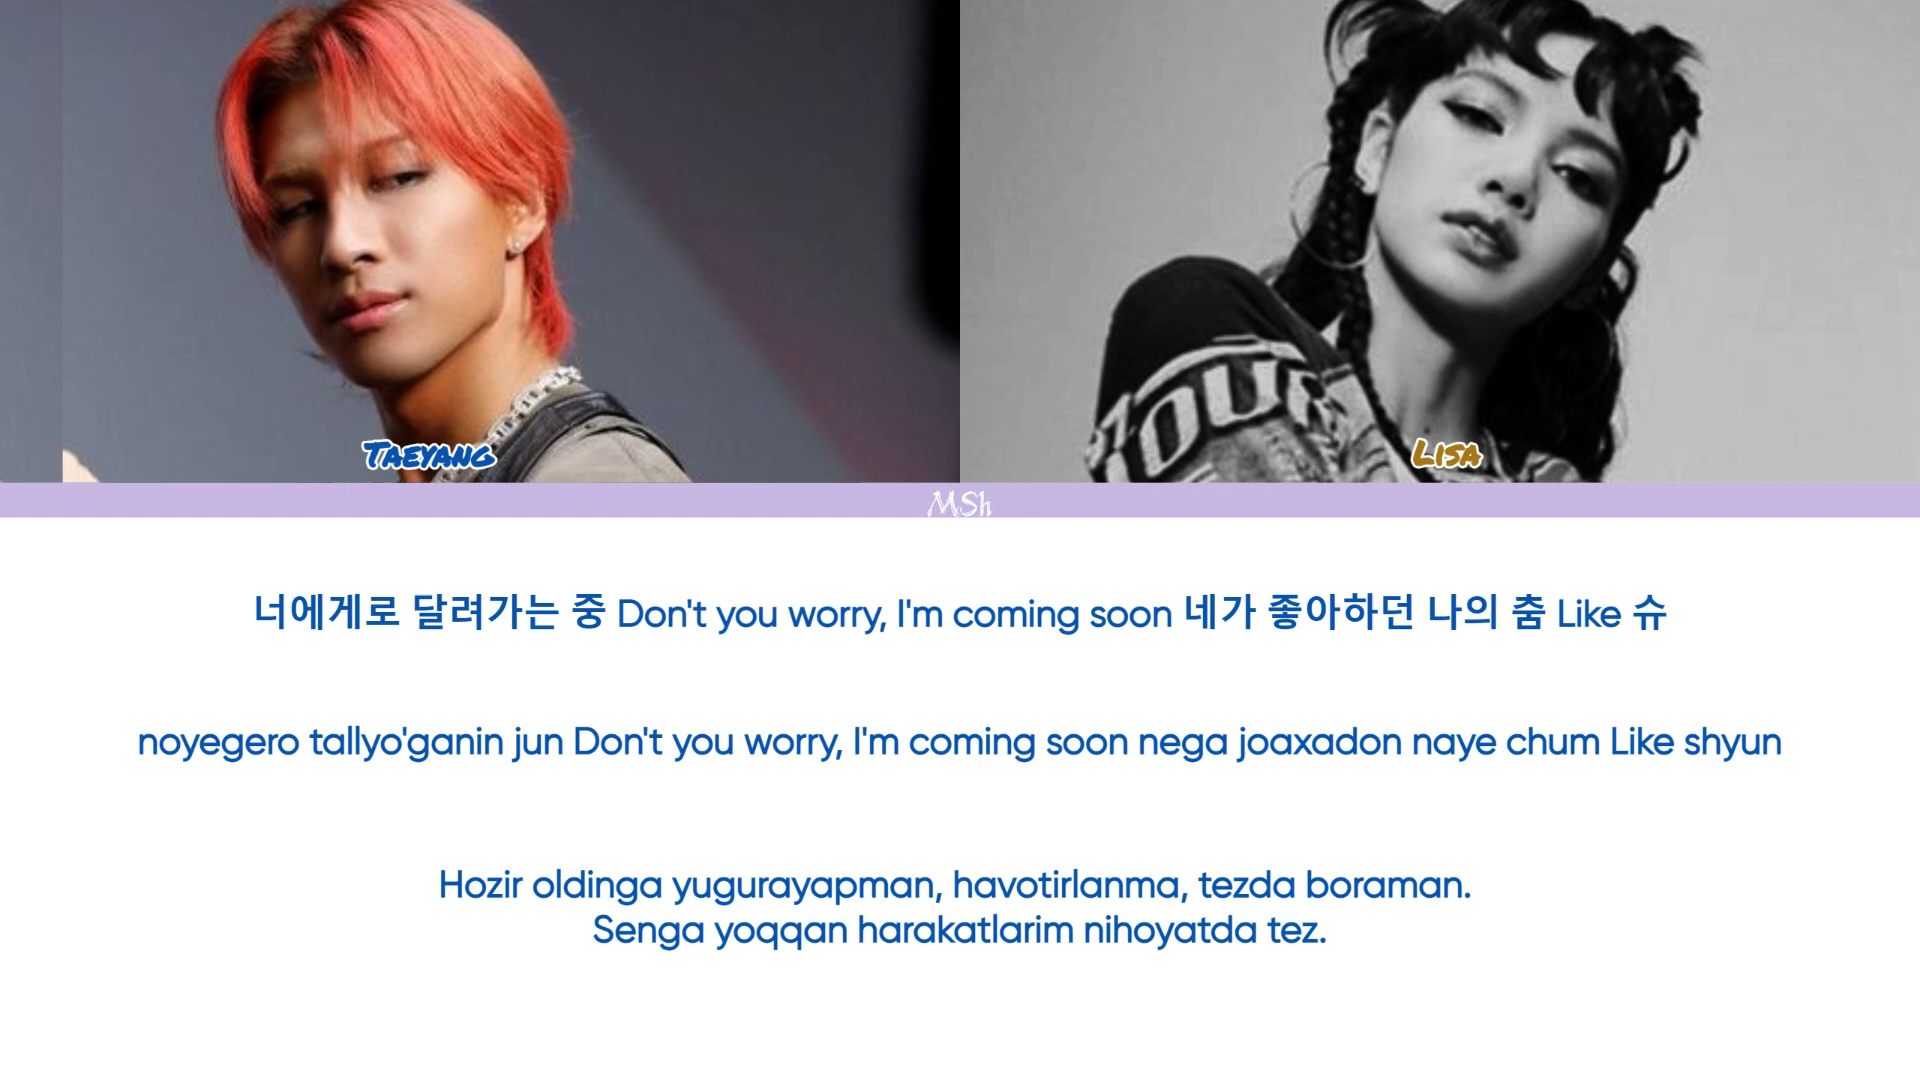 TAEYANG
LISA
MSh
너에게로 달려가는 중 Don't you worry, I'm coming soon 네가 좋아하던 나의 춤 Like 슈
noyegero tallyo'ganin jun Don't you worry, I'm coming soon nega joaxadon naye chum Like shyun
Hozir oldinga yugurayapman, havotirlanma, tezda boraman.
Senga yoqqan harakatlarim nihoyatda tez.